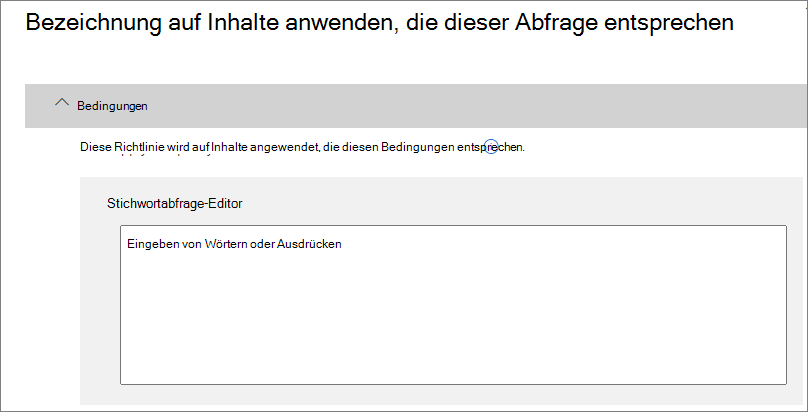 Bezeichnung auf Inhalte anwenden, die dieser Abfrage entsprechen
Bedingungen
Diese Richtlinie wird auf Inhalte angewendet, die diesen Bedingungen entsprechen.
Stichwortabfrage-Editor
Eingeben von Wörtern oder Ausdrücken